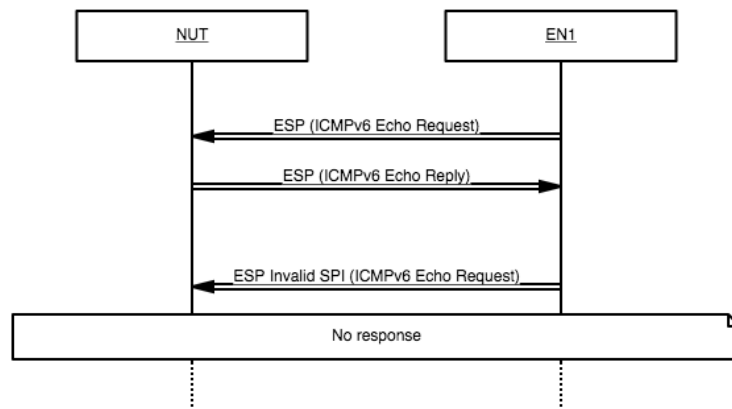 NUT
EN1
ESP (ICMPv6 Echo Request)
ESP (ICMPv6 Echo Reply)
ESP Invalid SPI (ICMPv6 Echo Request)
No response